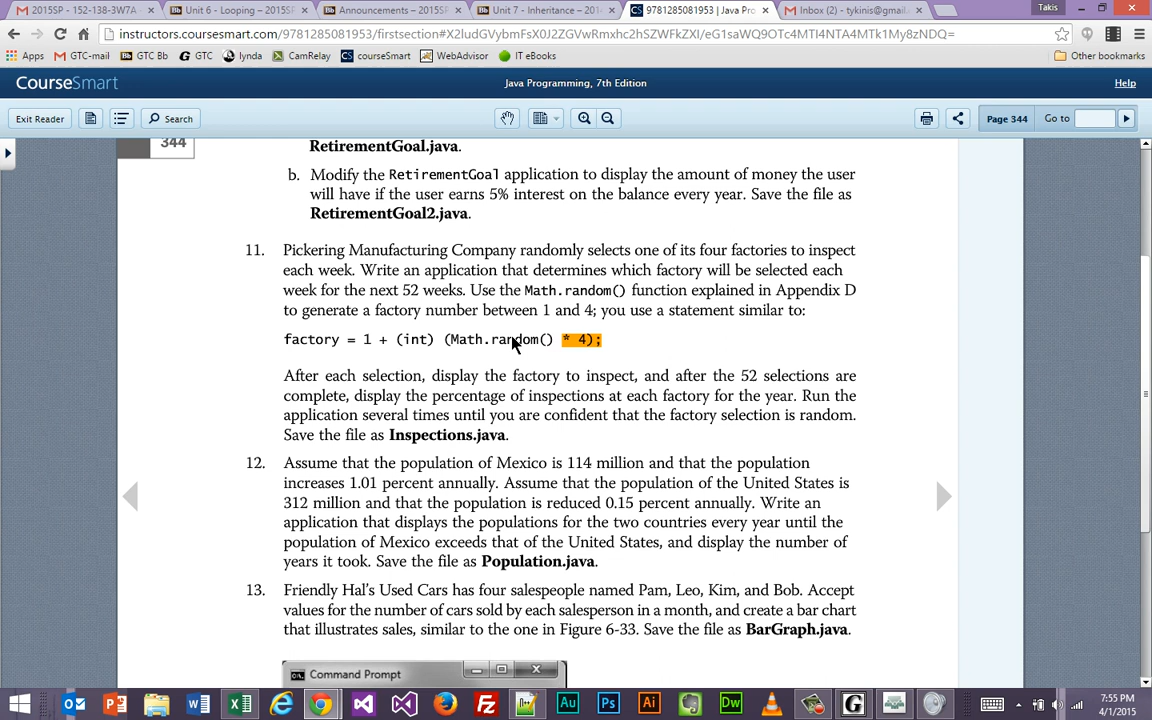 2015SP - 152-138-3W7A -
Unit 6 - Looping – 2015SP
Announcements – 2015SP
Unit 7 - Inheritance – 201
9781285081953 | Java Pro
Inbox (2) - tykinis@gmail.
Takis
instructors.coursesmart.com/9781285081953/firstsection#X2ludGVybmFsX0J2ZGVwRmxhc2hSZWFkZXI/eG1saWQ9OTc4MTI4NTA4MTk1My8zNDQ=
Apps GTC-mail GTC Bb GTC lynda CamRelay courseSmart WebAdvisor IT eBooks Other bookmarks
CourseSmart Java Programming, 7th Edition Help
Exit Reader Search Page 344 Go to
344
RetirementGoal.java.
b. Modify the RetirementGoal application to display the amount of money the user
will have if the user earns 5% interest on the balance every year. Save the file as
RetirementGoal2.java.
11. Pickering Manufacturing Company randomly selects one of its four factories to inspect
each week. Write an application that determines which factory will be selected each
week for the next 52 weeks. Use the Math.random() function explained in Appendix D
to generate a factory number between 1 and 4; you use a statement similar to:
factory = 1 + (int) (Math.random() * 4);
After each selection, display the factory to inspect, and after the 52 selections are
complete, display the percentage of inspections at each factory for the year. Run the
application several times until you are confident that the factory selection is random.
Save the file as Inspections.java.
12. Assume that the population of Mexico is 114 million and that the population
increases 1.01 percent annually. Assume that the population of the United States is
312 million and that the population is reduced 0.15 percent annually. Write an
application that displays the populations for the two countries every year until the
population of Mexico exceeds that of the United States, and display the number of
years it took. Save the file as Population.java.
13. Friendly Hal's Used Cars has four salespeople named Pam, Leo, Kim, and Bob. Accept
values for the number of cars sold by each salesperson in a month, and create a bar chart
that illustrates sales, similar to the one in Figure 6-33. Save the file as BarGraph.java.
Command Prompt
7:55 PM
4/1/2015